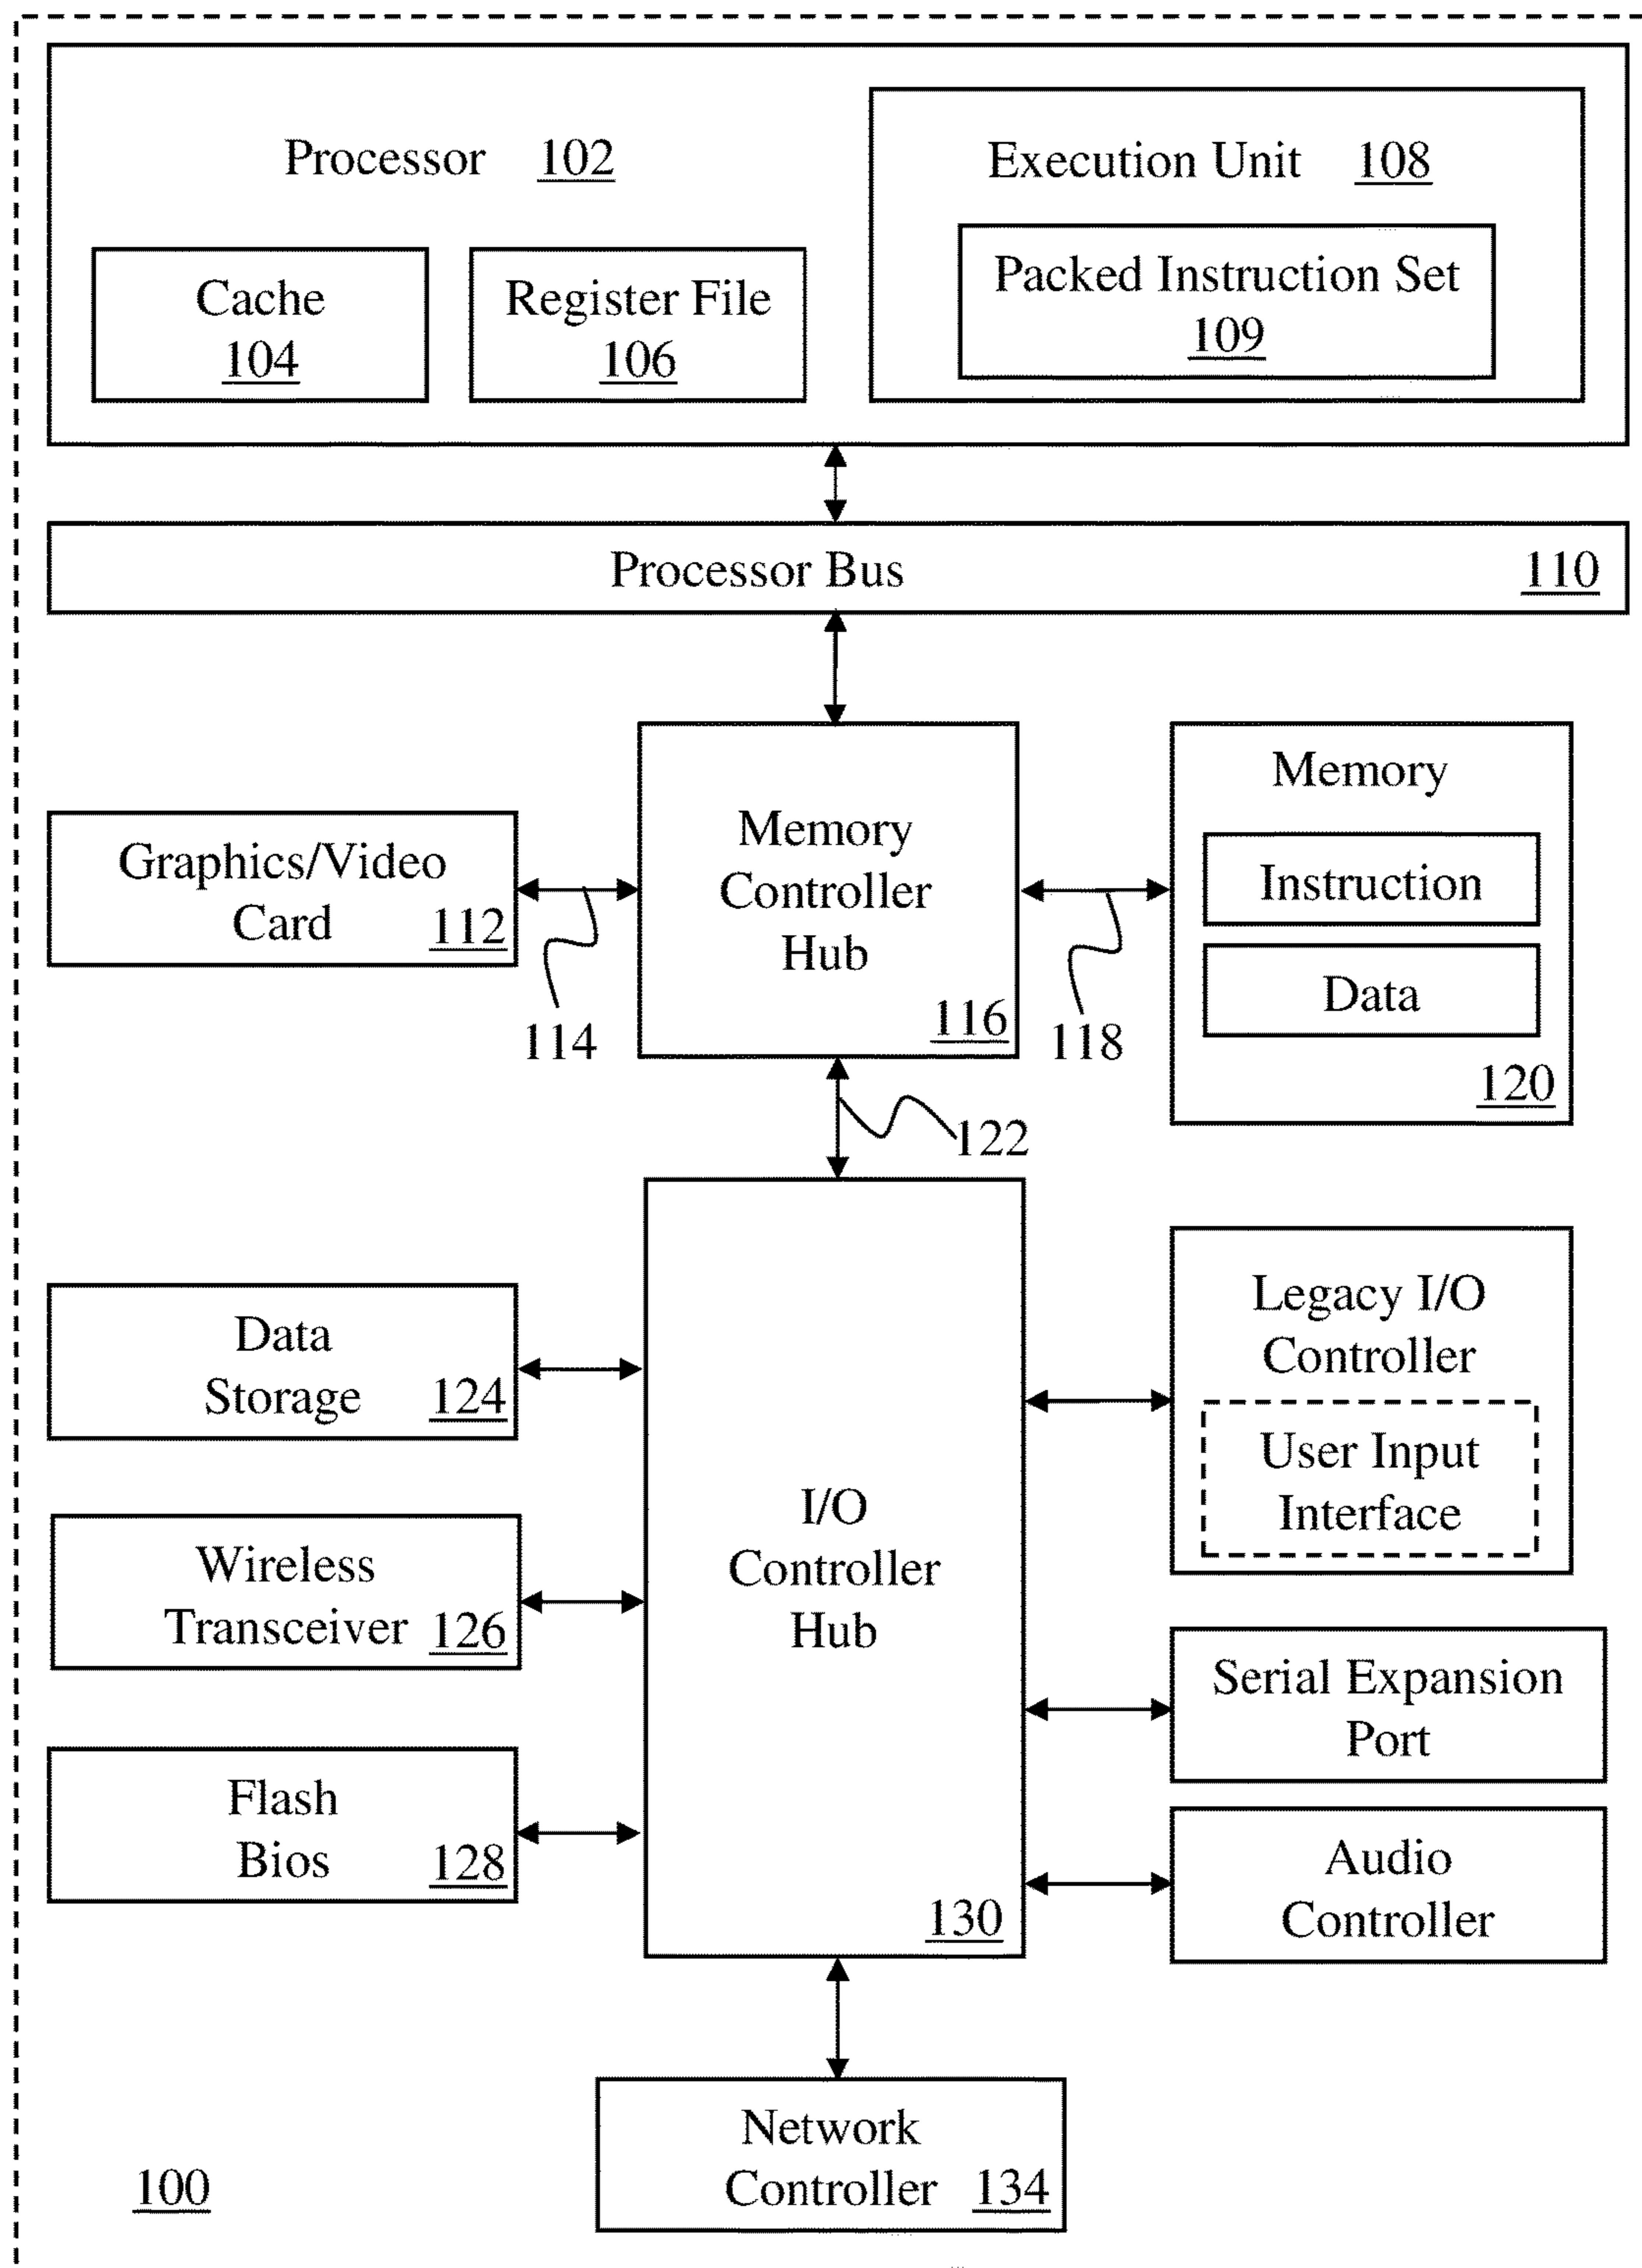 Processor 102
Execution Unit 108
Cache
104
Register File
106
Packed Instruction Set
109
Processor Bus 110
Graphics/Video
Card 112
114
Memory
Controller
Hub
116
118
Memory
Instruction
Data
120
122
Data
Storage 124
Wireless
Transceiver 126
Flash
Bios 128
I/O
Controller
Hub
130
Legacy I/O
Controller
User Input
Interface
Serial Expansion
Port
Audio
Controller
Network
Controller 134
100